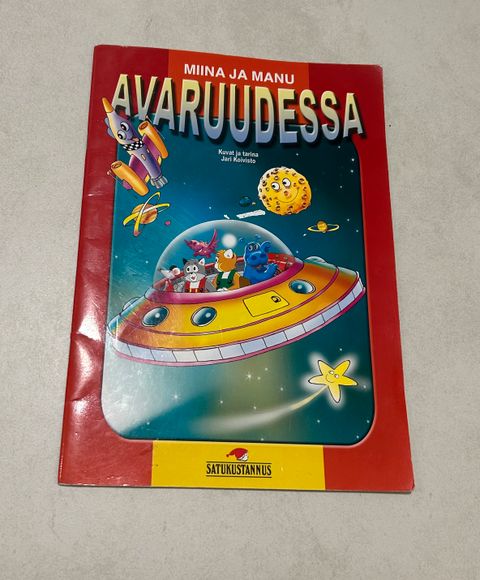 MIINA JA MANU
AVARUUDESSA
Kuvat ja tarina
Jari Koivisto
SATUKUSTANNUS